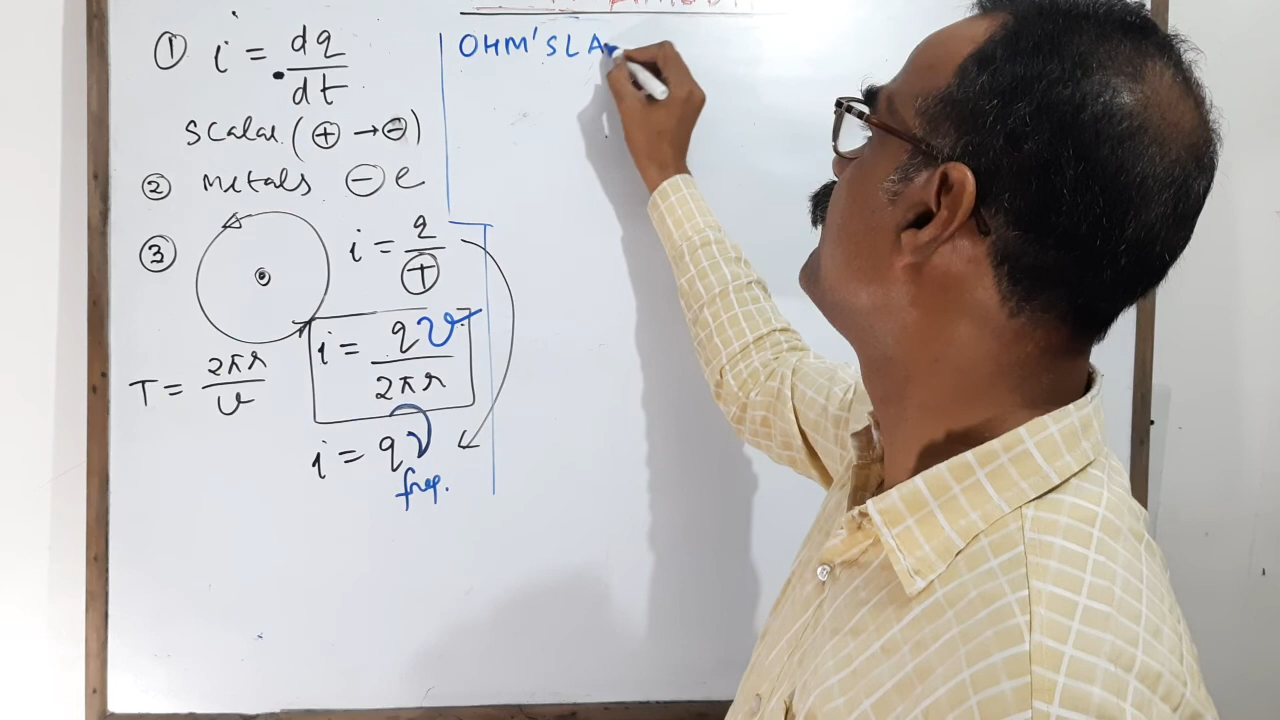 ① i = dq/dt
scalar (⊕ → ⊖)
② metals ⊖ e
③ i = q/T
i = qv/2πr
T = 2πr/v
i = qν
freq.
OHM'S LA